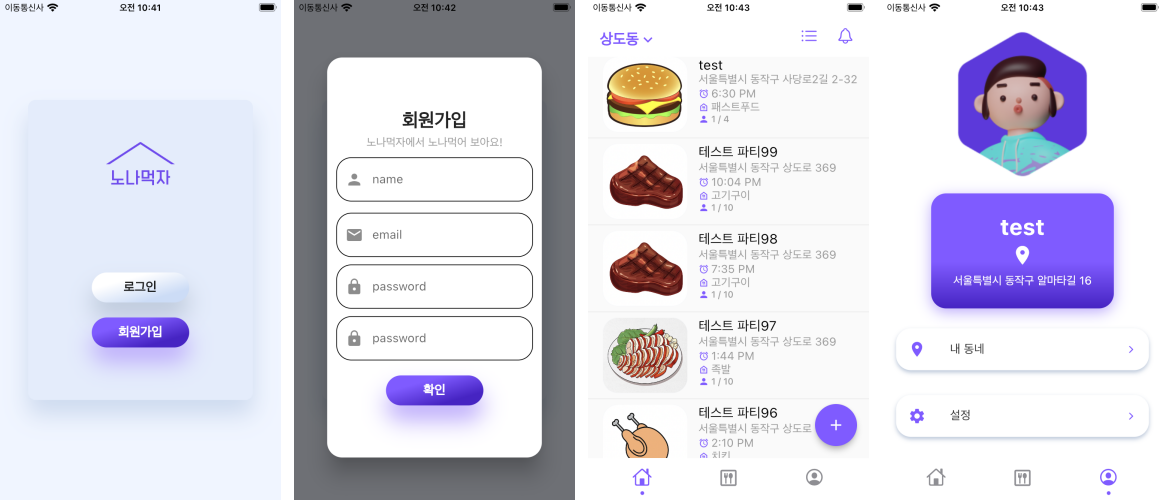 이동통신사
오전 10:41
노나먹자
로그인
회원가입
이동통신사
오전 10:42
회원가입
노나먹자에서 노나먹어 보아요!
name
email
password
password
확인
이동통신사
오전 10:43
상도동
test
서울특별시 동작구 사당로2길 2-32
6:30 PM
패스트푸드
1 / 4
테스트 파티99
서울특별시 동작구 상도로 369
10:04 PM
고기구이
1 / 10
테스트 파티98
서울특별시 동작구 상도로 369
7:35 PM
고기구이
1 / 10
테스트 파티97
서울특별시 동작구 상도로 369
1:44 PM
족발
1 / 10
테스트 파티96
서울특별시 동작구 상도로
2:10 PM
치킨
+
이동통신사
오전 10:43
test
서울특별시 동작구 알마타길 16
내 동네
설정